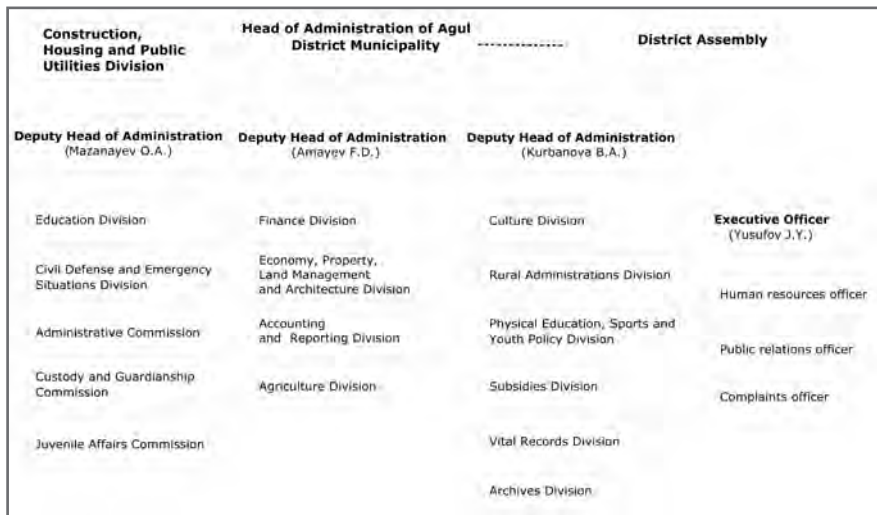 Construction,
Housing and Public
Utilities Division
Head of Administration of Agul
District Municipality
District Assembly
Deputy Head of Administration
(Mazanayev O.A.)
Deputy Head of Administration
(Amayev F.D.)
Deputy Head of Administration
(Kurbanova B.A.)
Education Division
Civil Defense and Emergency
Situations Division
Administrative Commission
Custody and Guardianship
Commission
Juvenile Affairs Commission
Finance Division
Economy, Property,
Land Management
and Architecture Division
Accounting
and Reporting Division
Agriculture Division
Culture Division
Rural Administrations Division
Physical Education, Sports and
Youth Policy Division
Subsidies Division
Vital Records Division
Archives Division
Executive Officer
(Yusufov J.Y.)
Human resources officer
Public relations officer
Complaints officer